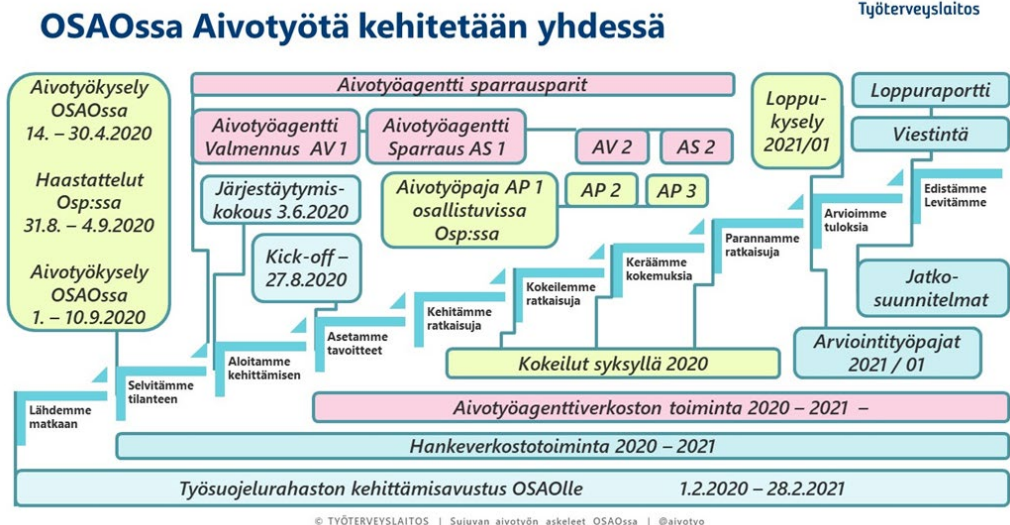 OSAOssa Aivotyötä kehitetään yhdessä
Työterveyslaitos
Aivotyökysely
OSAOssa
14. – 30.4.2020
Haastattelut
Osp:ssa
31.8. – 4.9.2020
Aivotyökysely
OSAOssa
1. – 10.9.2020
Aivotyöagentti sparrausparit
Aivotyöagentti
Valmennus AV 1
Aivotyöagentti
Sparraus AS 1
AV 2
AS 2
Järjestäytymis-
kokous 3.6.2020
Aivotyöpaja AP 1
osallistuvissa
Osp:ssa
AP 2
AP 3
Kick-off –
27.8.2020
Loppu-
kysely
2021/01
Loppuraportti
Viestintä
Lähdemme
matkaan
Selvitämme
tilanteen
Aloitamme
kehittämisen
Asetamme
tavoitteet
Kehitämme
ratkaisuja
Kokeilemme
ratkaisuja
Keräämme
kokemuksia
Parannamme
ratkaisuja
Arvioimme
tuloksia
Edistämme
Levitämme
Jatko-
suunnitelmat
Arviointityöpajat
2021 / 01
Kokeilut syksyllä 2020
Aivotyöagenttiverkoston toiminta 2020 – 2021 –
Hankeverkostotoiminta 2020 – 2021
Työsuojelurahaston kehittämisavustus OSAOlle 1.2.2020 – 28.2.2021
© TYÖTERVEYSLAITOS | Sujuvan aivotyön askeleet OSAOssa | @aivotyo